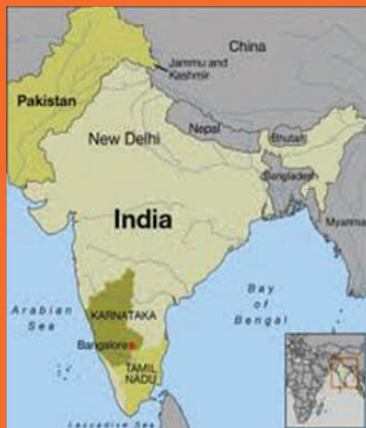 China
Jammu and
Kashmir
Pakistan
New Delhi
Nepal
Bhutan
Bangladesh
India
Myanmar
Arabian
Sea
Bay
of
Bengal
KARNATAKA
Bangalore
TAMIL
NADU
Laccadive Sea